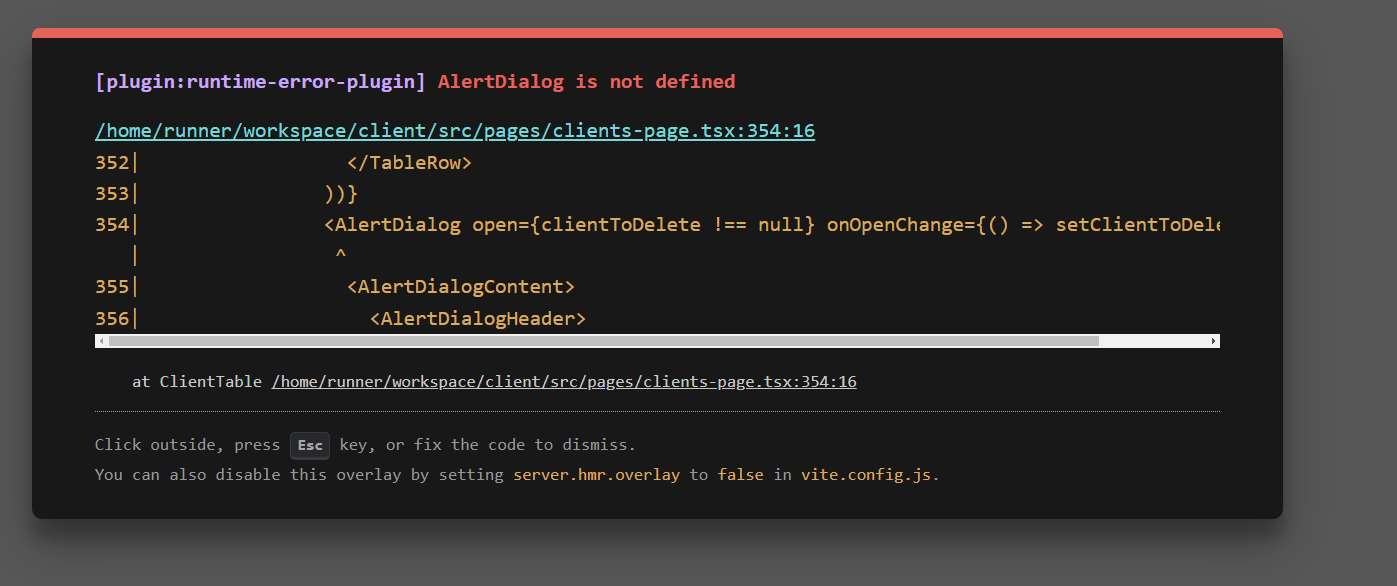 [plugin:runtime-error-plugin] AlertDialog is not defined
/home/runner/workspace/client/src/pages/clients-page.tsx:354:16
352|                  </TableRow>
353|                ))}
354|                <AlertDialog open={clientToDelete !== null} onOpenChange={() => setClientToDele
   |                 ^
355|                  <AlertDialogContent>
356|                    <AlertDialogHeader>
at ClientTable /home/runner/workspace/client/src/pages/clients-page.tsx:354:16
Click outside, press Esc key, or fix the code to dismiss.
You can also disable this overlay by setting server.hmr.overlay to false in vite.config.js.